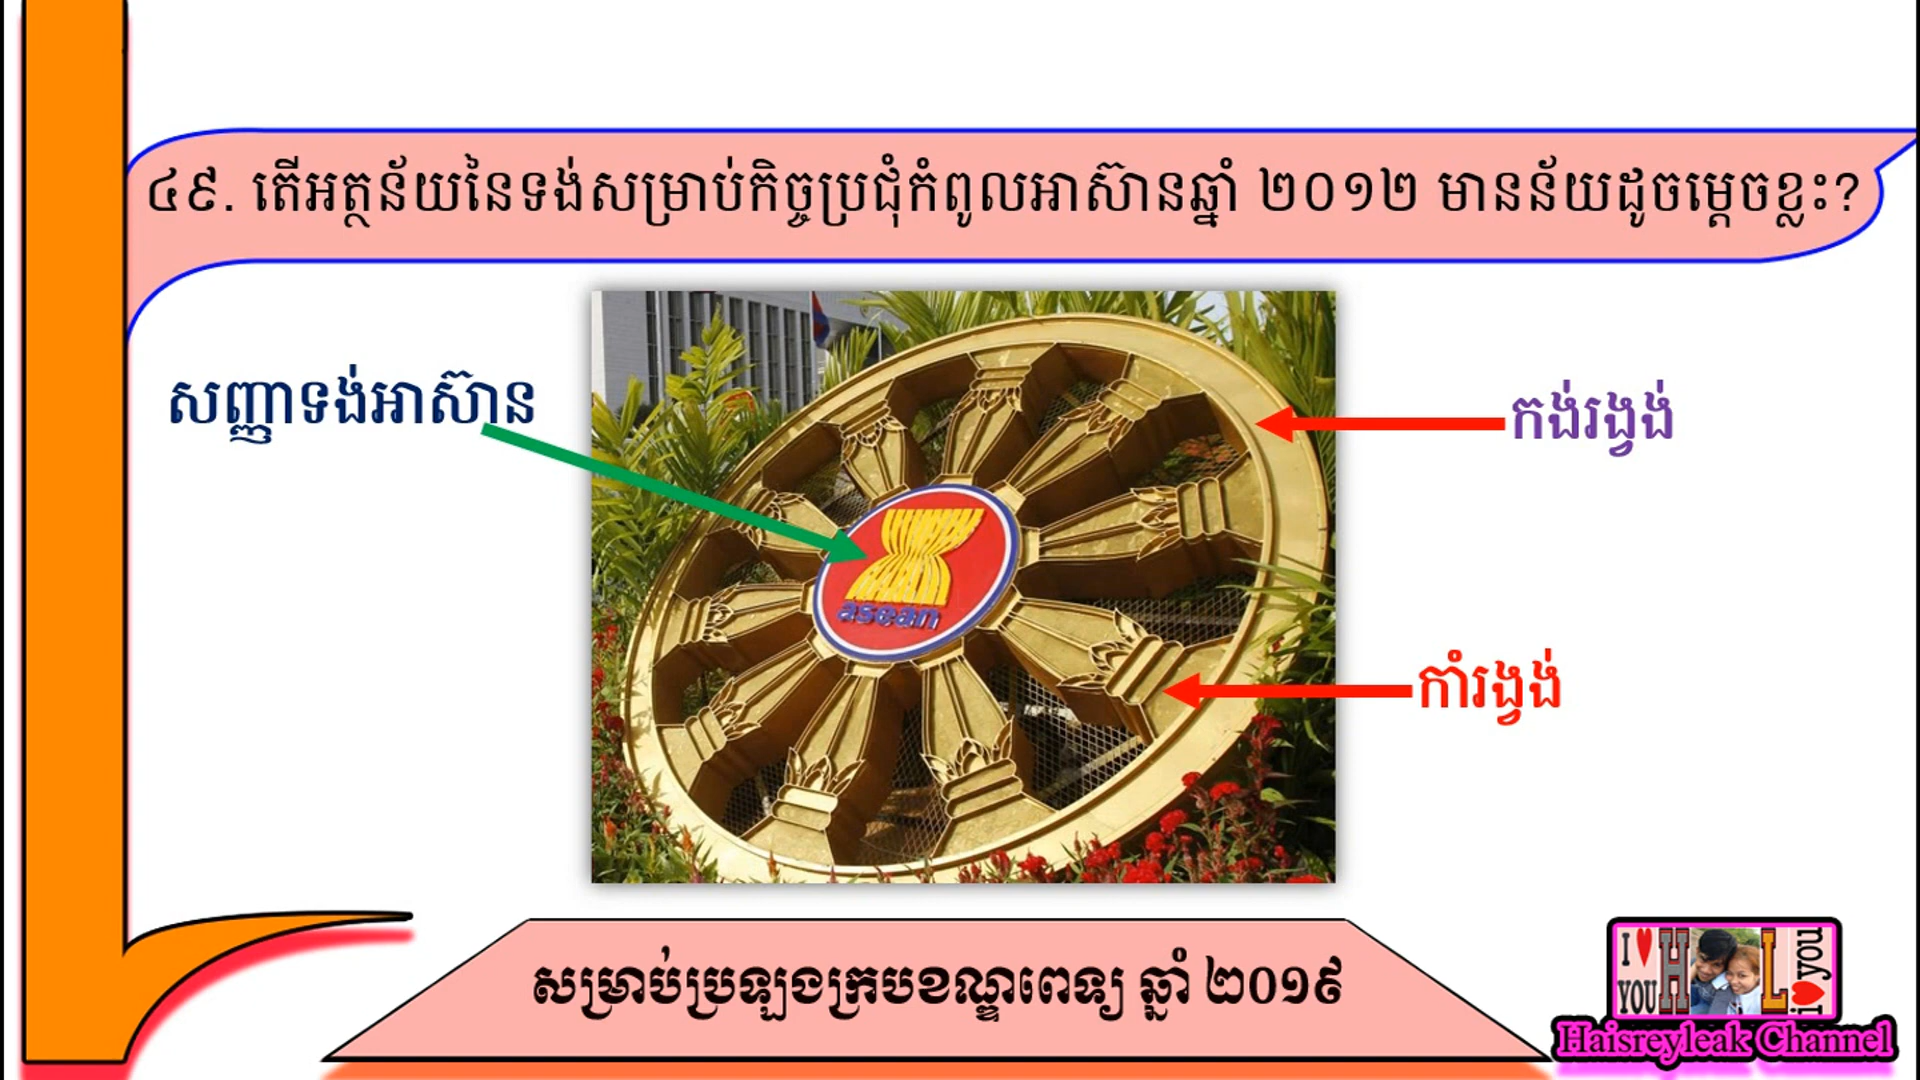 ៤៩. តើអត្ថន័យនៃទង់សម្រាប់កិច្ចប្រជុំកំពូលអាស៊ានឆ្នាំ ២០១២ មានន័យដូចម្ដេចខ្លះ?
សញ្ញាទង់អាស៊ាន
កង់រង្វង់
asean
កាំរង្វង់
សម្រាប់ប្រឡងក្របខណ្ឌពេទ្យ ឆ្នាំ ២០១៩
I ♥ YOU
H L
i ♥ you
Haisreyleak Channel